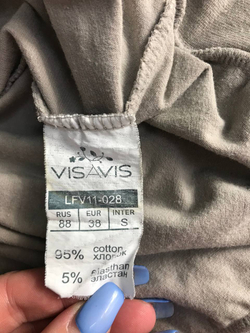 VISAVIS
LFV11-028
RUS EUR INTER
88 38 S
95% cotton
хлопок
5% elasthan
эластан